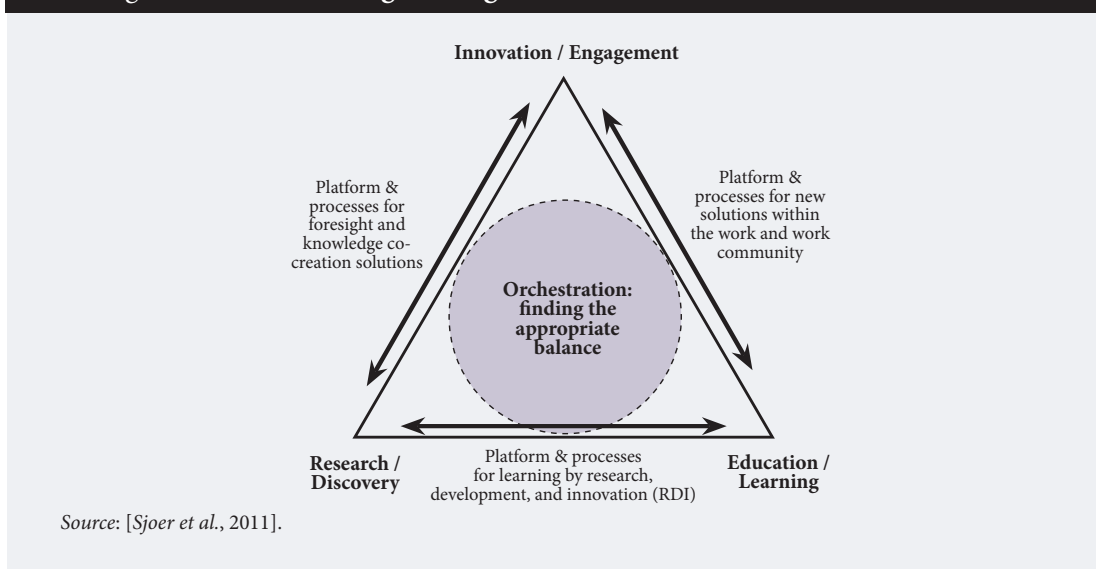 Innovation / Engagement
Platform &
processes for
foresight and
knowledge co-
creation solutions
Platform &
processes for new
solutions within
the work and work
community
Orchestration:
finding the
appropriate
balance
Research /
Discovery
Platform & processes
for learning by research,
development, and innovation (RDI)
Education /
Learning
Source: [Sjoer et al., 2011].